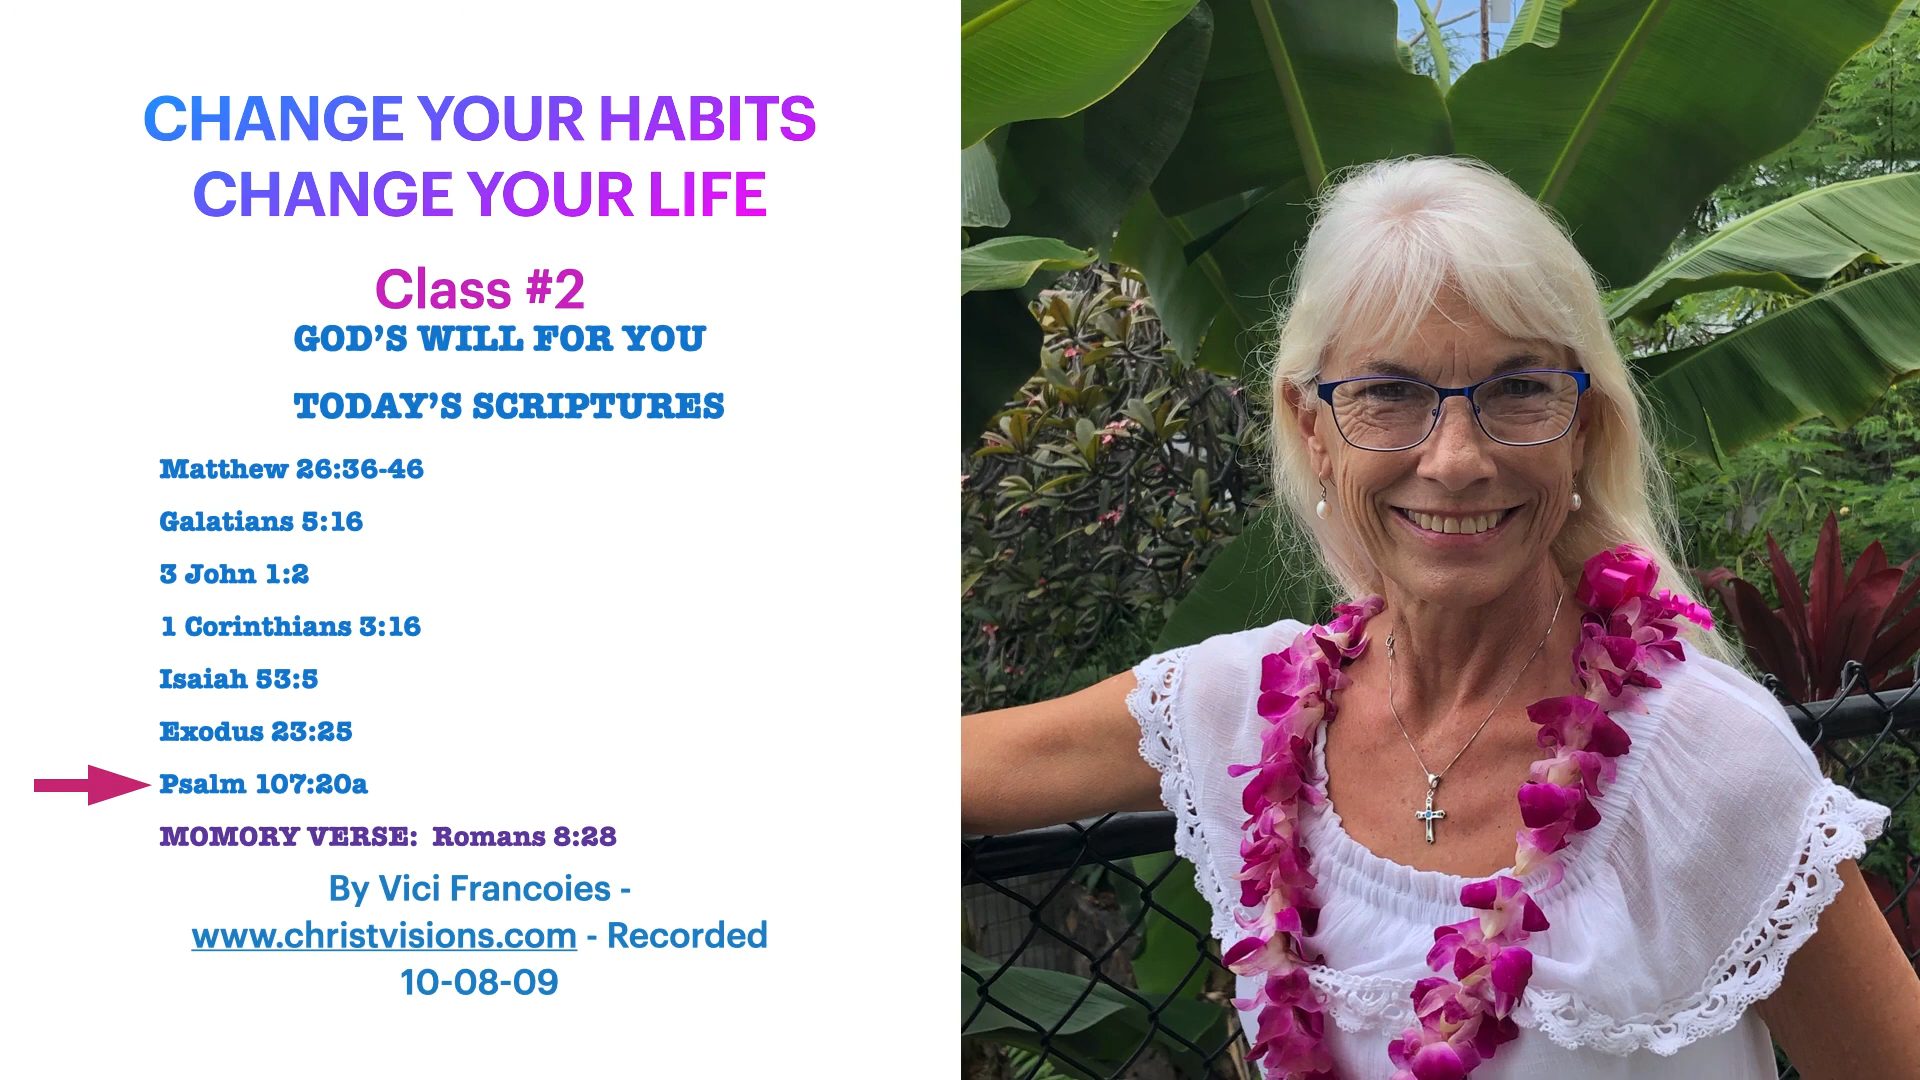 CHANGE YOUR HABITS
CHANGE YOUR LIFE
Class #2
GOD’S WILL FOR YOU
TODAY’S SCRIPTURES
Matthew 26:36-46
Galatians 5:16
3 John 1:2
1 Corinthians 3:16
Isaiah 53:5
Exodus 23:25
Psalm 107:20a
MOMORY VERSE: Romans 8:28
By Vici Francoies -
www.christvisions.com - Recorded
10-08-09